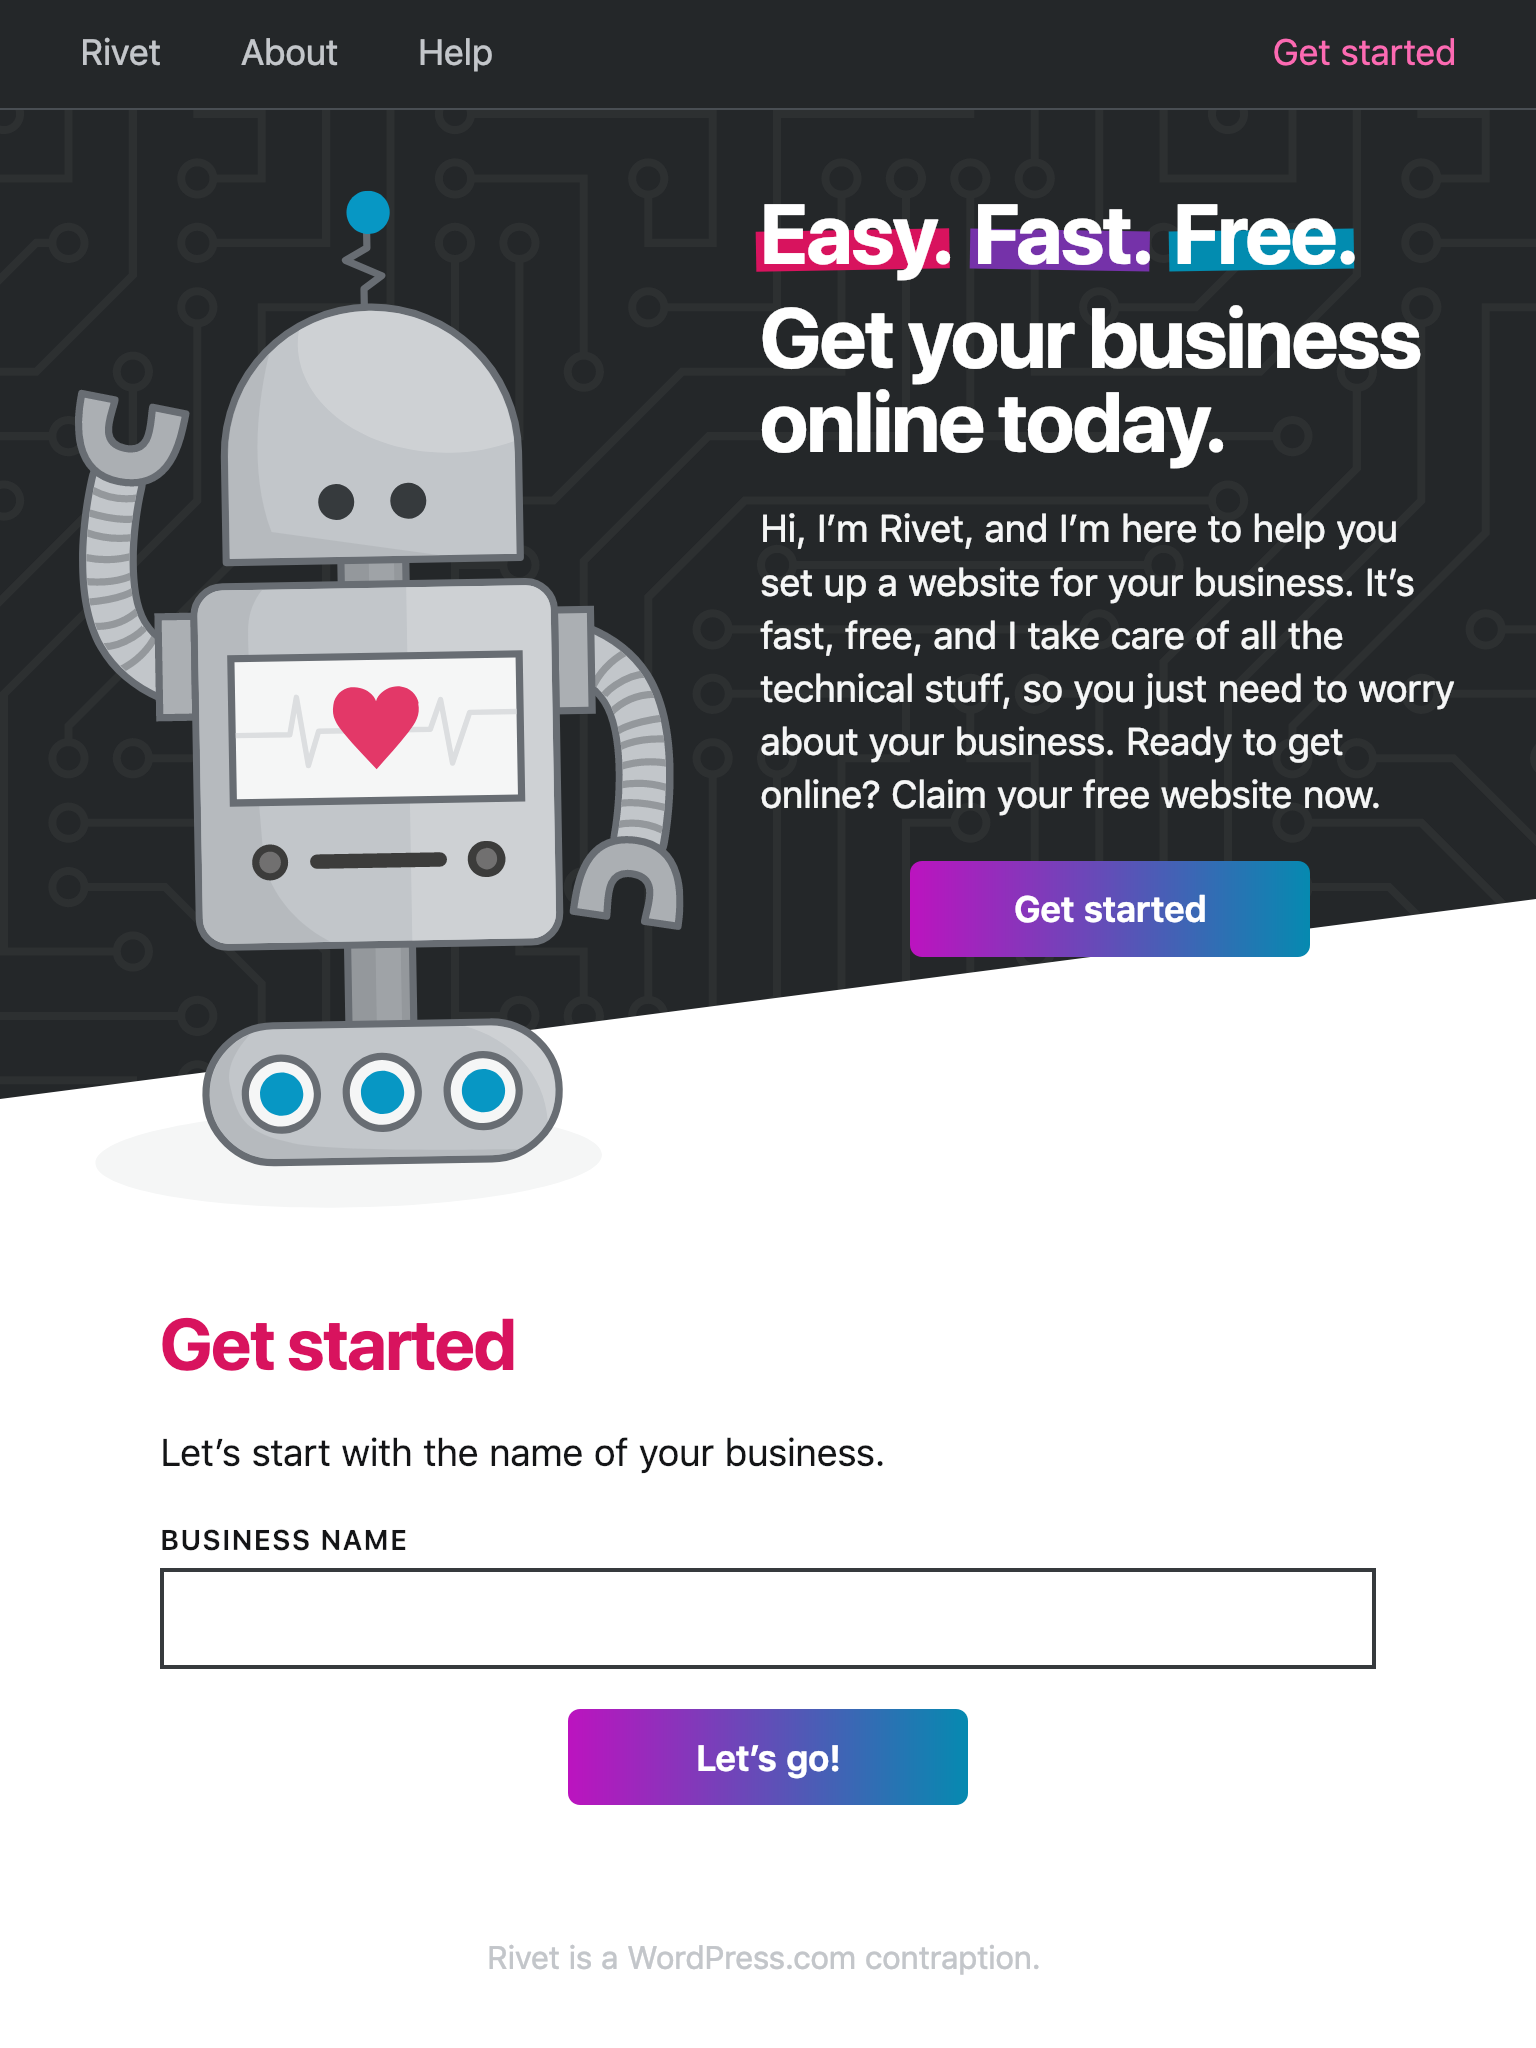 Rivet About Help Get started
Easy. Fast. Free.
Get your business
online today.
Hi, I’m Rivet, and I’m here to help you
set up a website for your business. It’s
fast, free, and I take care of all the
technical stuff, so you just need to worry
about your business. Ready to get
online? Claim your free website now.
Get started
Get started
Let’s start with the name of your business.
BUSINESS NAME
Let’s go!
Rivet is a WordPress.com contraption.